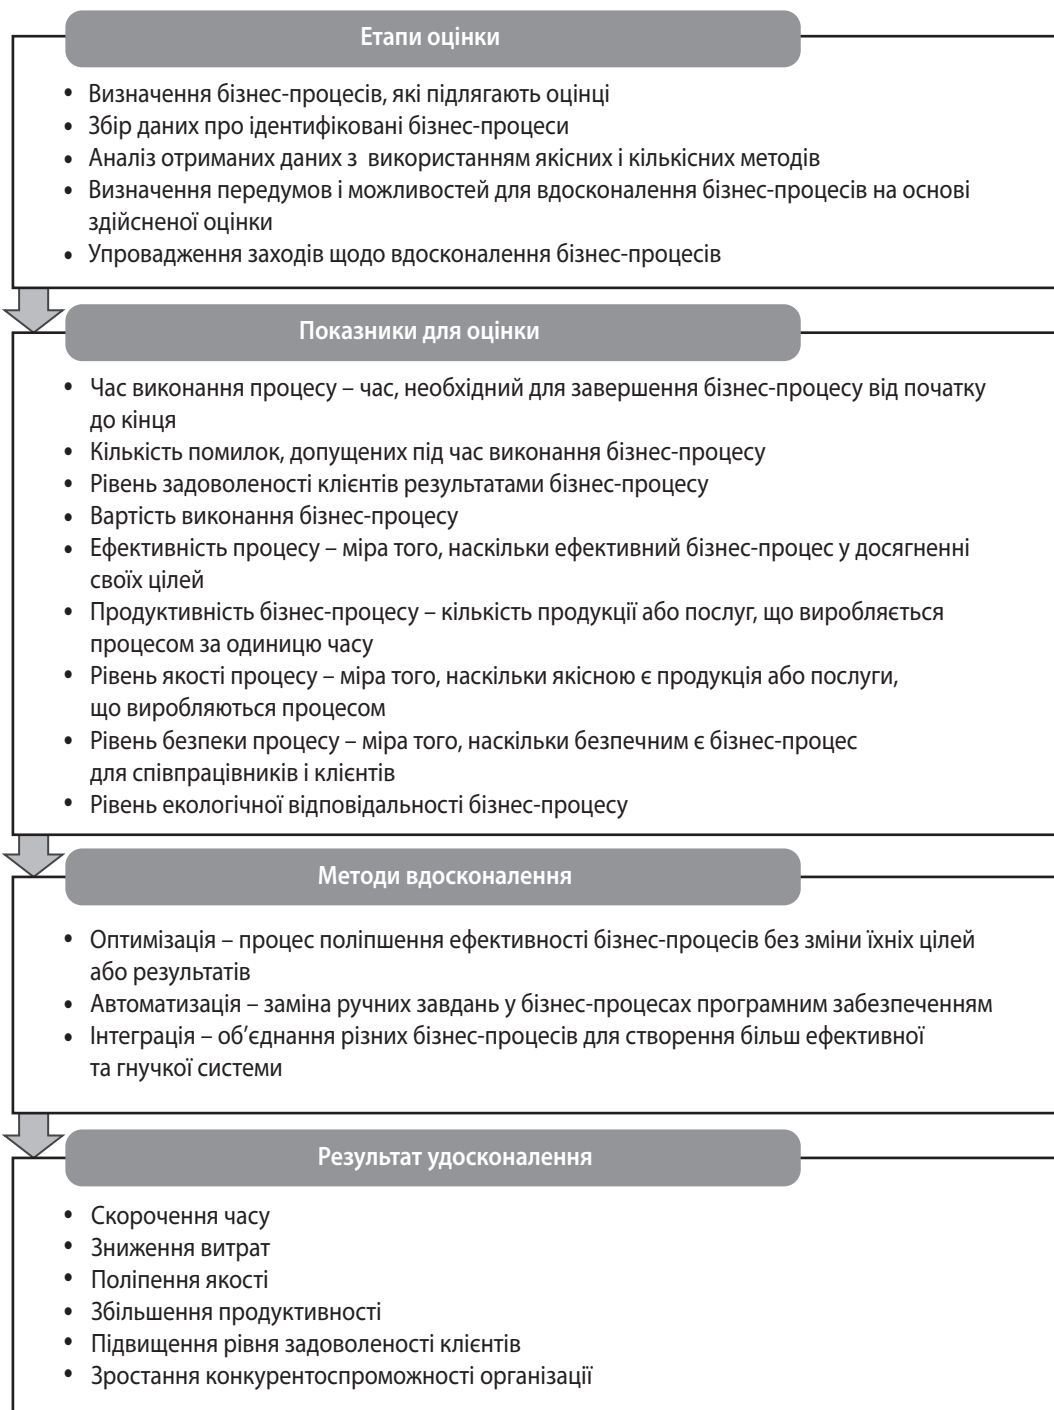 Етапи оцінки
• Визначення бізнес-процесів, які підлягають оцінці
• Збір даних про ідентифіковані бізнес-процеси
• Аналіз отриманих даних з використанням якісних і кількісних методів
• Визначення передумов і можливостей для вдосконалення бізнес-процесів на основі
здійсненої оцінки
• Упровадження заходів щодо вдосконалення бізнес-процесів
Показники для оцінки
• Час виконання процесу – час, необхідний для завершення бізнес-процесу від початку
до кінця
• Кількість помилок, допущених під час виконання бізнес-процесу
• Рівень задоволеності клієнтів результатами бізнес-процесу
• Вартість виконання бізнес-процесу
• Ефективність процесу – міра того, наскільки ефективний бізнес-процес у досягненні
своїх цілей
• Продуктивність бізнес-процесу – кількість продукції або послуг, що виробляється
процесом за одиницю часу
• Рівень якості процесу – міра того, наскільки якісною є продукція або послуги,
що виробляються процесом
• Рівень безпеки процесу – міра того, наскільки безпечним є бізнес-процес
для співпрацівників і клієнтів
• Рівень екологічної відповідальності бізнес-процесу
Методи вдосконалення
• Оптимізація – процес поліпшення ефективності бізнес-процесів без зміни їхніх цілей
або результатів
• Автоматизація – заміна ручних завдань у бізнес-процесах програмним забезпеченням
• Інтеграція – об’єднання різних бізнес-процесів для створення більш ефективної
та гнучкої системи
Результат удосконалення
• Скорочення часу
• Зниження витрат
• Поліпення якості
• Збільшення продуктивності
• Підвищення рівня задоволеності клієнтів
• Зростання конкурентоспроможності організації